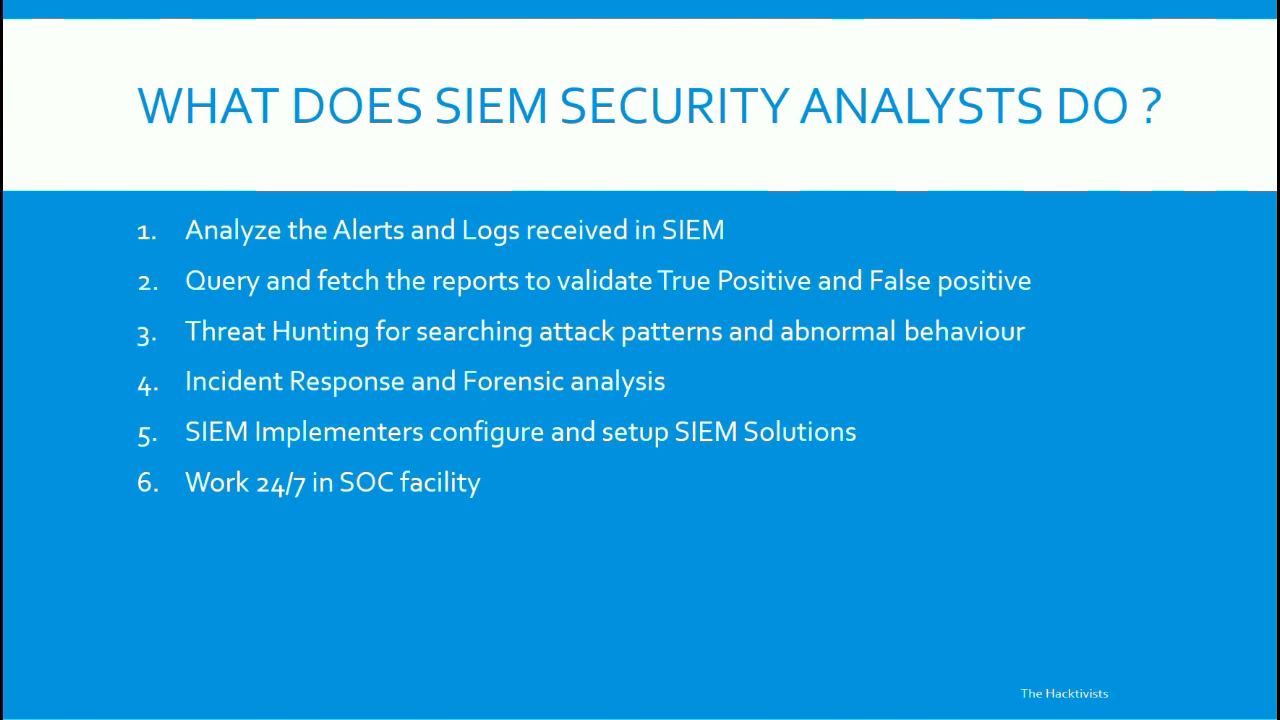 WHAT DOES SIEM SECURITY ANALYSTS DO ?
1. Analyze the Alerts and Logs received in SIEM
2. Query and fetch the reports to validate True Positive and False positive
3. Threat Hunting for searching attack patterns and abnormal behaviour
4. Incident Response and Forensic analysis
5. SIEM Implementers configure and setup SIEM Solutions
6. Work 24/7 in SOC facility
The Hacktivists